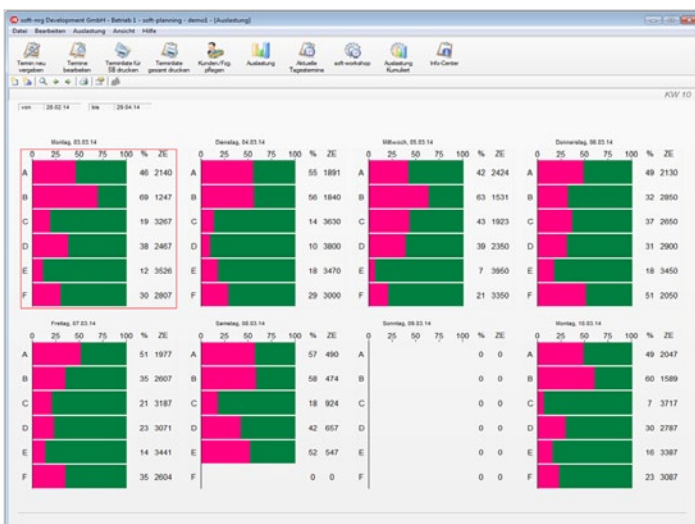 soft-nrg Development GmbH - Betrieb 1 - soft-planning - demo1 - [Auslastung]
Datei Bearbeiten Auslastung Ansicht Hilfe
Termin neu vergeben
Termine bearbeiten
Terminliste für SB drucken
Terminliste gesamt drucken
Kunden-/Fzg. pflegen
Auslastung
Aktuelle Tagestermine
soft-workshop
Auslastung Kumuliert
Info-Center
KW 10
von 28.02.14 bis 29.04.14
Montag, 03.03.14
0 25 50 75 100 % ZE
A 46 2140
B 69 1247
C 19 3267
D 38 2467
E 12 3526
F 30 2807
Dienstag, 04.03.14
0 25 50 75 100 % ZE
A 55 1891
B 56 1840
C 14 3630
D 10 3800
E 18 3470
F 29 3000
Mittwoch, 05.03.14
0 25 50 75 100 % ZE
A 42 2424
B 63 1531
C 43 1923
D 39 2350
E 7 3950
F 21 3350
Donnerstag, 06.03.14
0 25 50 75 100 % ZE
A 49 2130
B 32 2850
C 37 2650
D 31 2900
E 18 3450
F 51 2050
Freitag, 07.03.14
0 25 50 75 100 % ZE
A 51 1977
B 35 2607
C 21 3187
D 23 3071
E 14 3441
F 35 2604
Samstag, 08.03.14
0 25 50 75 100 % ZE
A 57 490
B 58 474
C 18 924
D 42 657
E 52 547
F 0 0
Sonntag, 09.03.14
0 25 50 75 100 % ZE
A 0 0
B 0 0
C 0 0
D 0 0
E 0 0
F 0 0
Montag, 10.03.14
0 25 50 75 100 % ZE
A 49 2047
B 60 1589
C 7 3717
D 30 2787
E 16 3387
F 23 3087